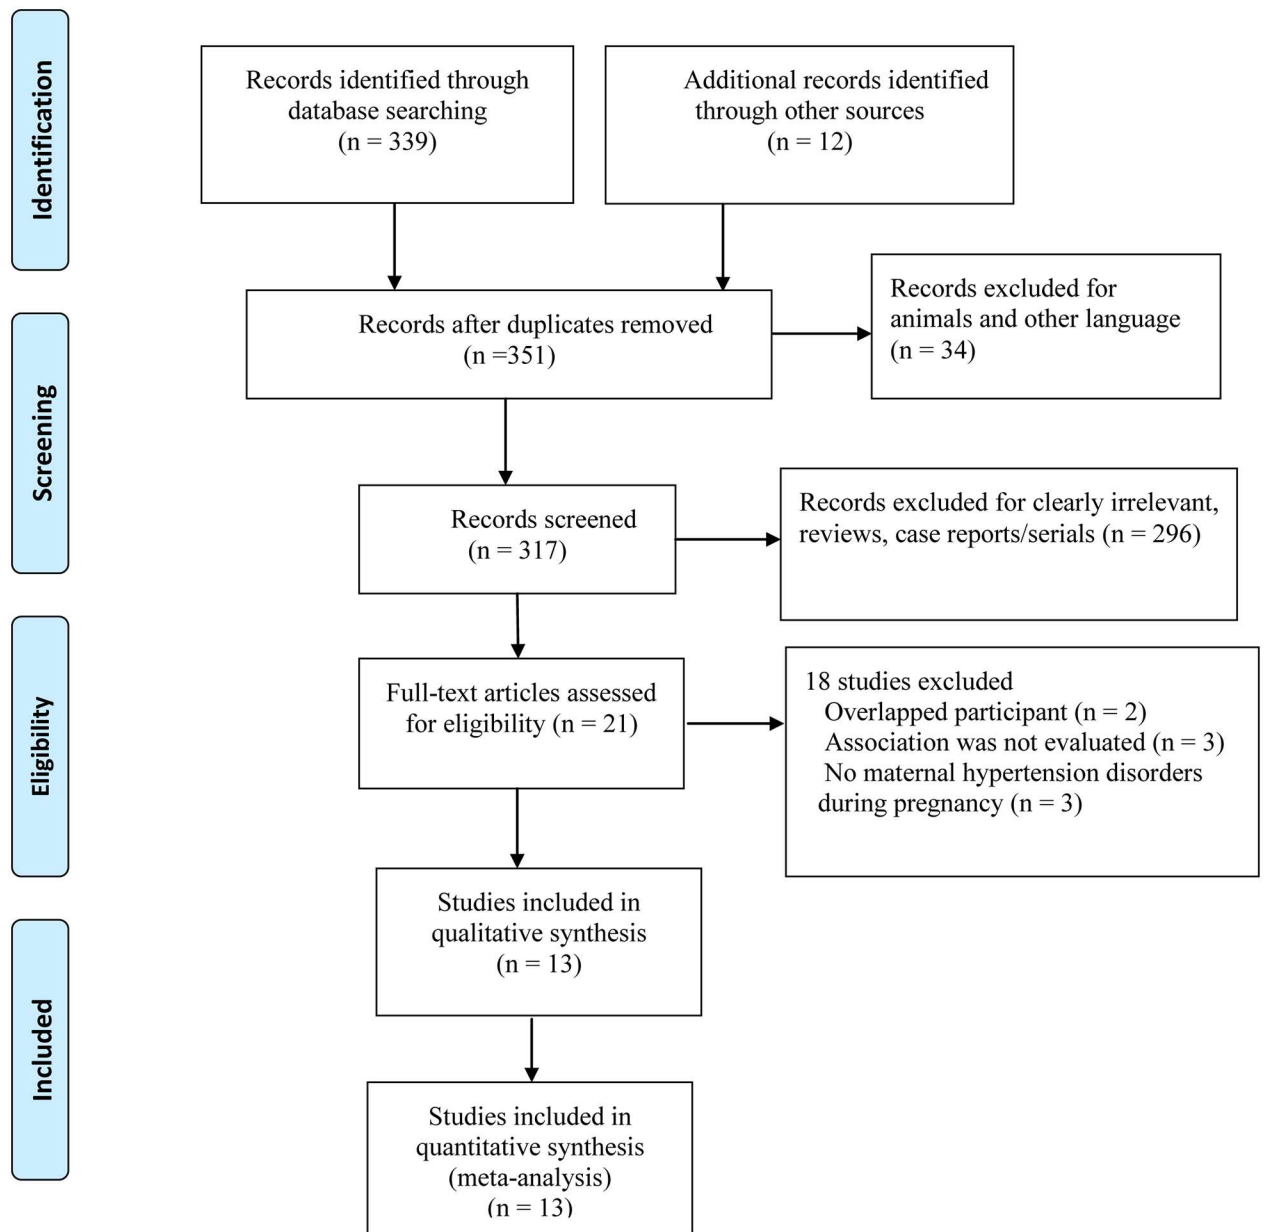 Identification
Records identified through
database searching
(n = 339)
Additional records identified
through other sources
(n = 12)
Records after duplicates removed
(n =351)
Records excluded for
animals and other language
(n = 34)
Screening
Records screened
(n = 317)
Records excluded for clearly irrelevant,
reviews, case reports/serials (n = 296)
Eligibility
Full-text articles assessed
for eligibility (n = 21)
18 studies excluded
Overlapped participant (n = 2)
Association was not evaluated (n = 3)
No maternal hypertension disorders
during pregnancy (n = 3)
Included
Studies included in
qualitative synthesis
(n = 13)
Studies included in
quantitative synthesis
(meta-analysis)
(n = 13)